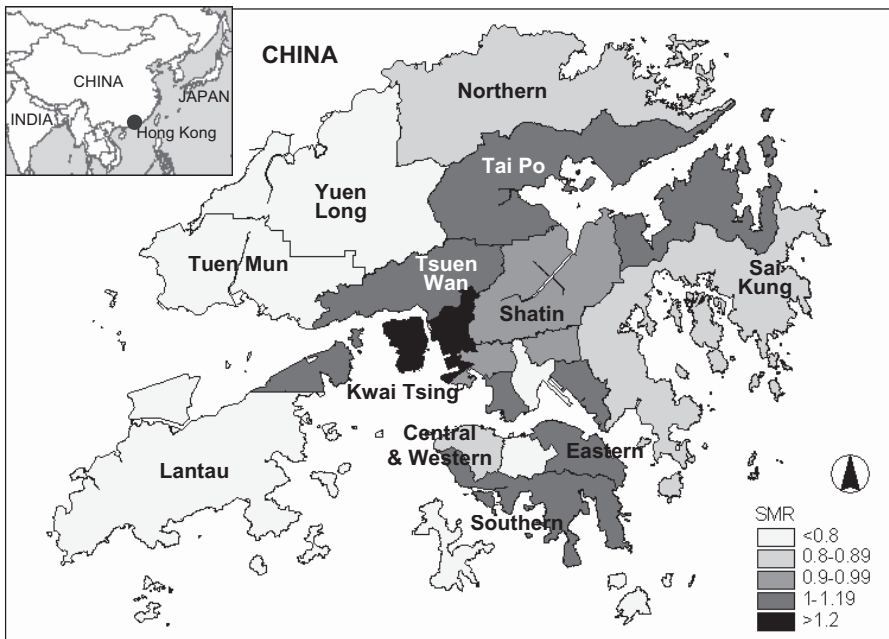 CHINA
INDIA
JAPAN
Hong Kong
CHINA
Northern
Tai Po
Yuen
Long
Tuen Mun
Tsuen
Wan
Sai
Kung
Shatin
Kwai Tsing
Central
& Western
Eastern
Lantau
Southern
SMR
<0.8
0.8-0.89
0.9-0.99
1-1.19
>1.2